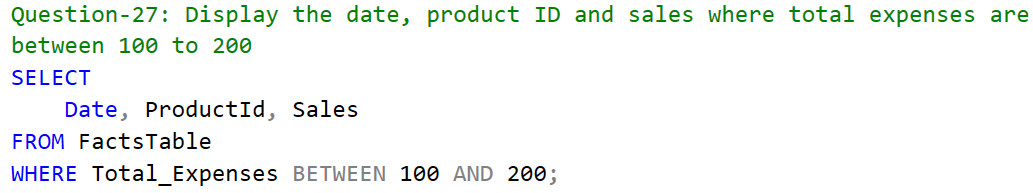 Question-27: Display the date, product ID and sales where total expenses are
between 100 to 200
SELECT
    Date, ProductId, Sales
FROM FactsTable
WHERE Total_Expenses BETWEEN 100 AND 200;